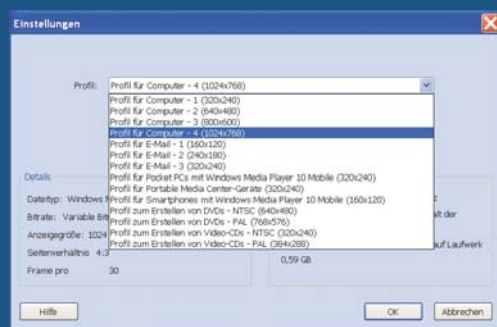 Einstellungen
Profil: Profil für Computer - 4 (1024x768)
Profil für Computer - 1 (320x240)
Profil für Computer - 2 (640x480)
Profil für Computer - 3 (800x600)
Profil für Computer - 4 (1024x768)
Profil für E-Mail - 1 (160x120)
Profil für E-Mail - 2 (240x180)
Profil für E-Mail - 3 (320x240)
Profil für Pocket PCs mit Windows Media Player 10 Mobile (320x240)
Profil für Portable Media Center-Geräte (320x240)
Profil für Smartphones mit Windows Media Player 10 Mobile (160x120)
Profil zum Erstellen von DVDs - NTSC (640x480)
Profil zum Erstellen von DVDs - PAL (768x576)
Profil zum Erstellen von Video-CDs - NTSC (320x240)
Profil zum Erstellen von Video-CDs - PAL (384x288)
Details
Dateityp: Windows
Bitrate: Variable
alt der
Anzeigegröße: 1024
auf Laufwerk
Seitenverhältnis 4:3
0,59 GB
Frame pro 30
Hilfe OK Abbrechen